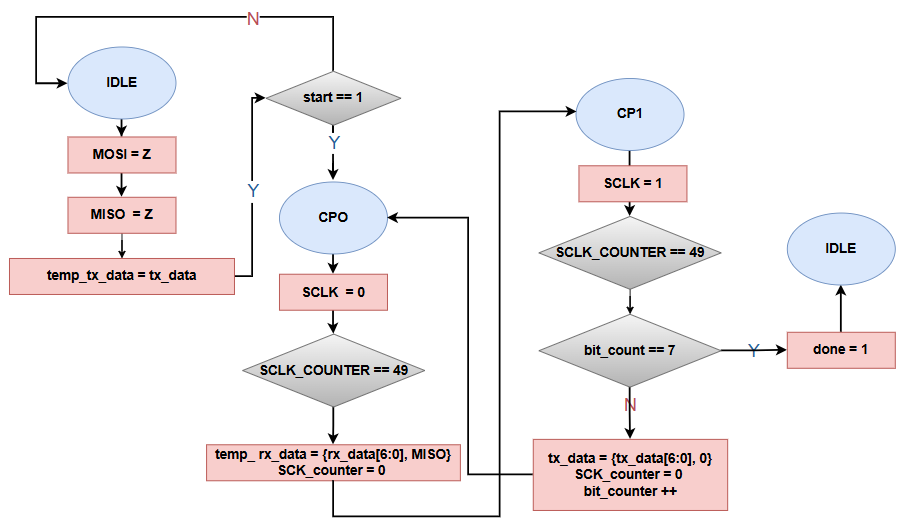 N
IDLE
MOSI = Z
MISO = Z
temp_tx_data = tx_data
Y
start == 1
Y
CPO
SCLK = 0
SCLK_COUNTER == 49
temp_ rx_data = {rx_data[6:0], MISO}
SCK_counter = 0
CP1
SCLK = 1
SCLK_COUNTER == 49
bit_count == 7
Y
done = 1
IDLE
N
tx_data = {tx_data[6:0], 0}
SCK_counter = 0
bit_counter ++